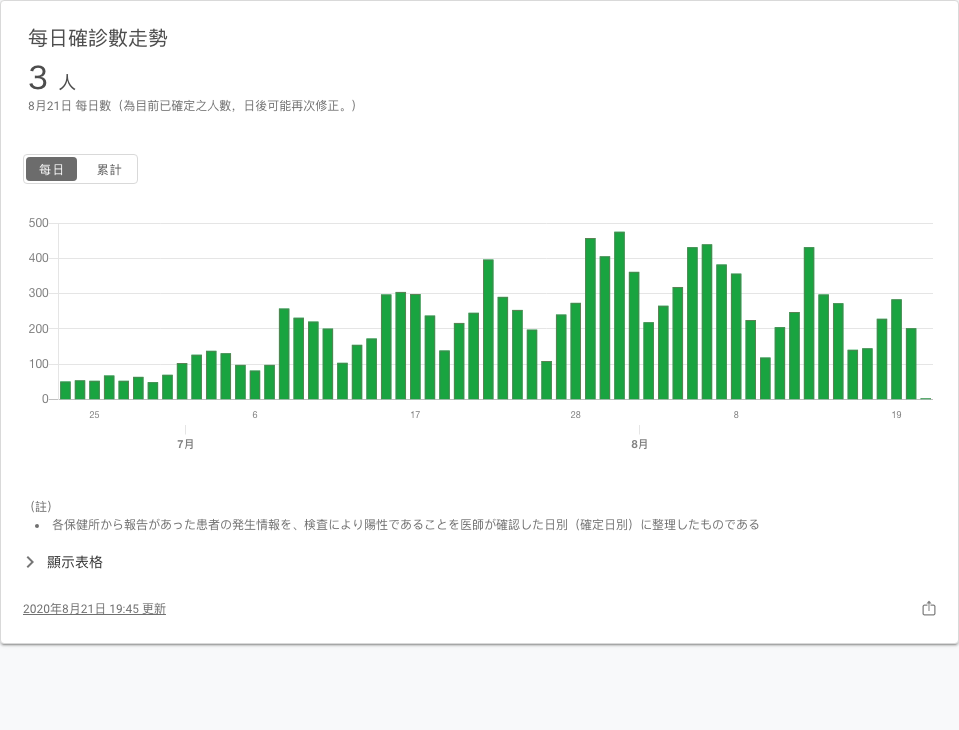 每日確診數走勢
3 人
8月21日 每日數（為目前已確定之人數，日後可能再次修正。）
每日 累計
500
400
300
200
100
0
25 6 17 28 8 19
7月 8月
（註）
• 各保健所から報告があった患者の発生情報を、検査により陽性であることを医師が確認した日別（確定日別）に整理したものである
顯示表格
2020年8月21日 19:45 更新